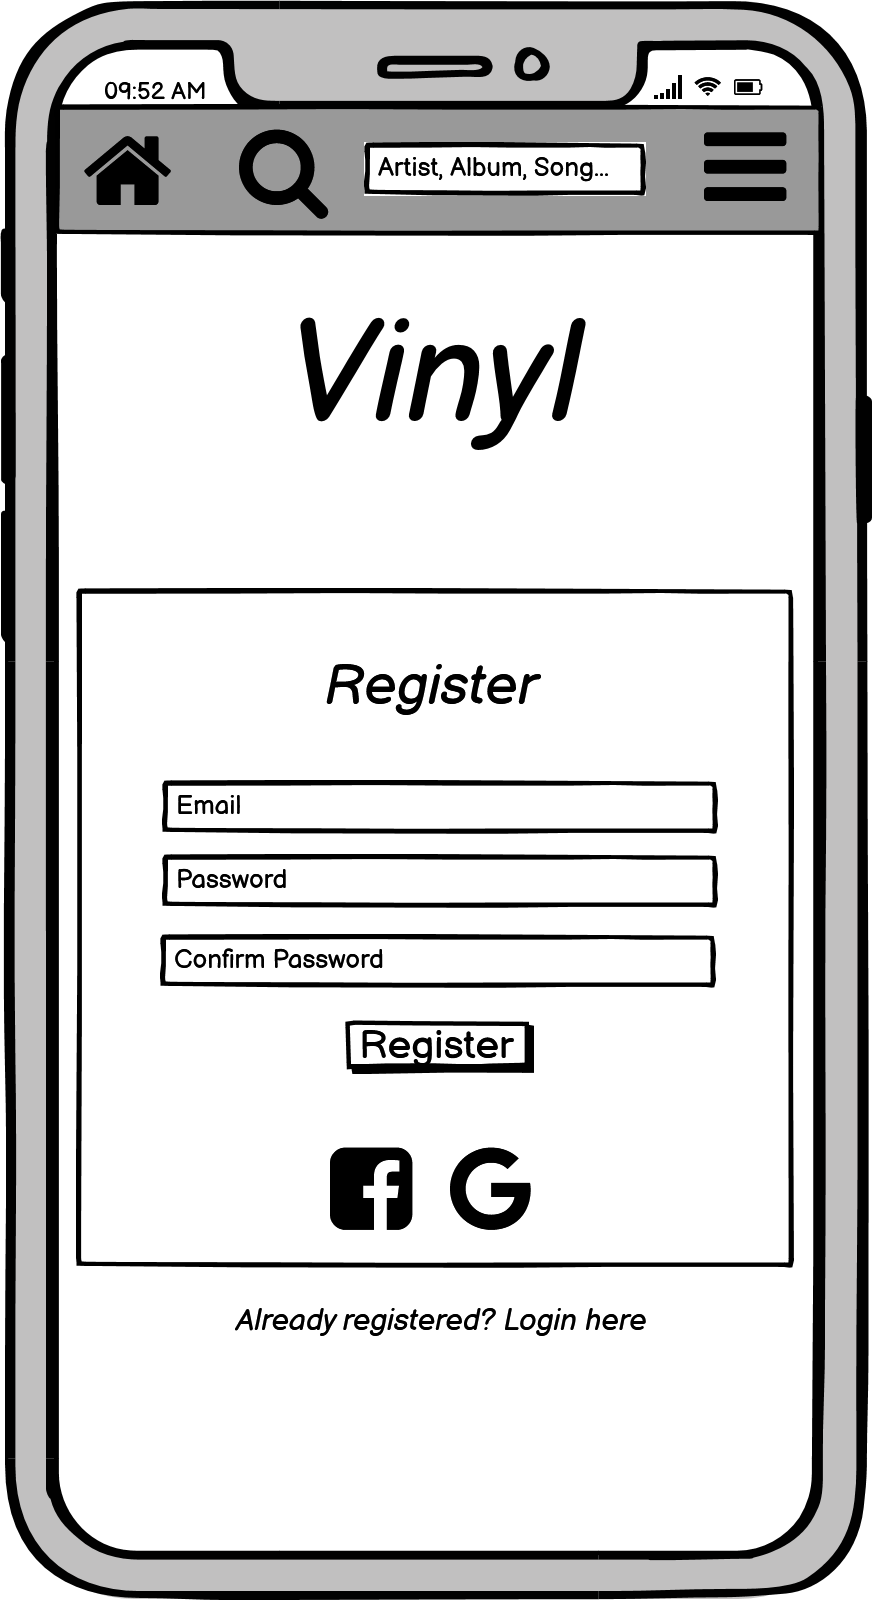 09:52 AM
Artist, Album, Song...
Vinyl
Register
Email
Password
Confirm Password
Register
Already registered? Login here